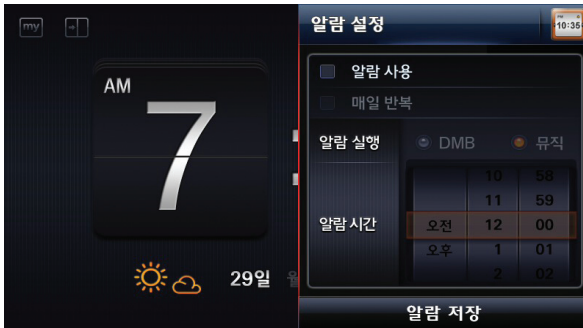 my
알람 설정
10:35
알람 사용
매일 반복
AM
7
알람 실행
DMB
뮤직
10 58
11 59
알람 시간
오전 12 00
오후 1 01
2 02
29일
알람 저장